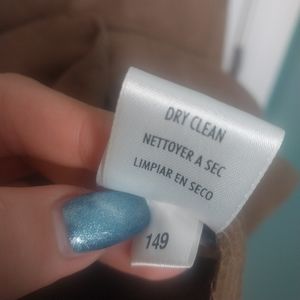 DRY CLEAN
NETTOYER A SEC
LIMPIAR EN SECO
149